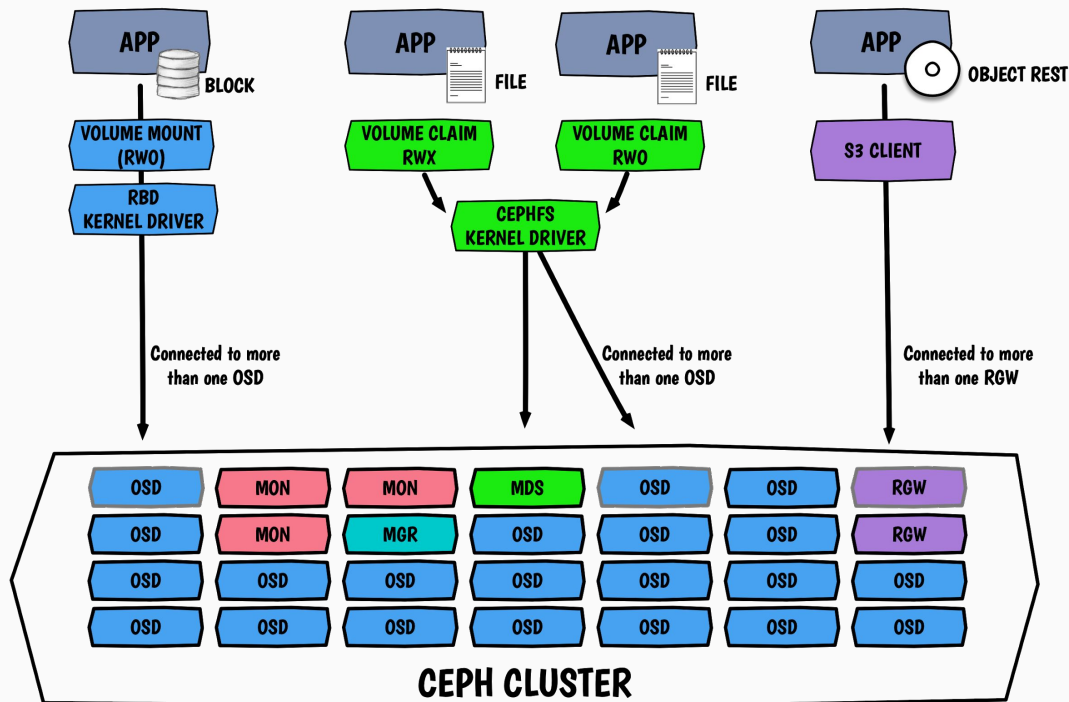 APP
BLOCK
VOLUME MOUNT
(RWO)
RBD
KERNEL DRIVER
Connected to more
than one OSD
APP
FILE
VOLUME CLAIM
RWX
APP
FILE
VOLUME CLAIM
RWO
CEPHFS
KERNEL DRIVER
Connected to more
than one OSD
APP
OBJECT REST
S3 CLIENT
Connected to more
than one RGW
OSD MON MON MDS OSD OSD RGW
OSD MON MGR OSD OSD OSD RGW
OSD OSD OSD OSD OSD OSD OSD
OSD OSD OSD OSD OSD OSD OSD
CEPH CLUSTER